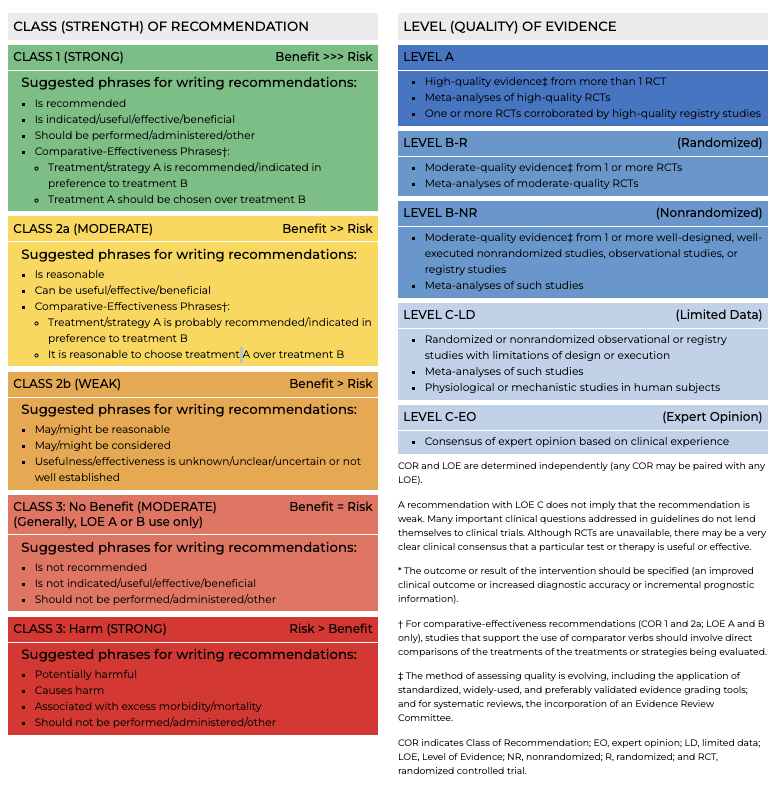 CLASS (STRENGTH) OF RECOMMENDATION
CLASS 1 (STRONG) Benefit >>> Risk
Suggested phrases for writing recommendations:
▪ Is recommended
▪ Is indicated/useful/effective/beneficial
▪ Should be performed/administered/other
▪ Comparative-Effectiveness Phrases†:
∘ Treatment/strategy A is recommended/indicated in
preference to treatment B
∘ Treatment A should be chosen over treatment B
CLASS 2a (MODERATE) Benefit >> Risk
Suggested phrases for writing recommendations:
▪ Is reasonable
▪ Can be useful/effective/beneficial
▪ Comparative-Effectiveness Phrases†:
∘ Treatment/strategy A is probably recommended/indicated in
preference to treatment B
∘ It is reasonable to choose treatment A over treatment B
CLASS 2b (WEAK) Benefit > Risk
Suggested phrases for writing recommendations:
▪ May/might be reasonable
▪ May/might be considered
▪ Usefulness/effectiveness is unknown/unclear/uncertain or not
well established
CLASS 3: No Benefit (MODERATE) Benefit = Risk
(Generally, LOE A or B use only)
Suggested phrases for writing recommendations:
▪ Is not recommended
▪ Is not indicated/useful/effective/beneficial
▪ Should not be performed/administered/other
CLASS 3: Harm (STRONG) Risk > Benefit
Suggested phrases for writing recommendations:
▪ Potentially harmful
▪ Causes harm
▪ Associated with excess morbidity/mortality
▪ Should not be performed/administered/other
LEVEL (QUALITY) OF EVIDENCE
LEVEL A
▪ High-quality evidence‡ from more than 1 RCT
▪ Meta-analyses of high-quality RCTs
▪ One or more RCTs corroborated by high-quality registry studies
LEVEL B-R (Randomized)
▪ Moderate-quality evidence‡ from 1 or more RCTs
▪ Meta-analyses of moderate-quality RCTs
LEVEL B-NR (Nonrandomized)
▪ Moderate-quality evidence‡ from 1 or more well-designed, well-
executed nonrandomized studies, observational studies, or
registry studies
▪ Meta-analyses of such studies
LEVEL C-LD (Limited Data)
▪ Randomized or nonrandomized observational or registry
studies with limitations of design or execution
▪ Meta-analyses of such studies
▪ Physiological or mechanistic studies in human subjects
LEVEL C-EO (Expert Opinion)
▪ Consensus of expert opinion based on clinical experience
COR and LOE are determined independently (any COR may be paired with any
LOE).
A recommendation with LOE C does not imply that the recommendation is
weak. Many important clinical questions addressed in guidelines do not lend
themselves to clinical trials. Although RCTs are unavailable, there may be a very
clear clinical consensus that a particular test or therapy is useful or effective.
* The outcome or result of the intervention should be specified (an improved
clinical outcome or increased diagnostic accuracy or incremental prognostic
information).
† For comparative-effectiveness recommendations (COR 1 and 2a; LOE A and B
only), studies that support the use of comparator verbs should involve direct
comparisons of the treatments of the treatments or strategies being evaluated.
‡ The method of assessing quality is evolving, including the application of
standardized, widely-used, and preferably validated evidence grading tools;
and for systematic reviews, the incorporation of an Evidence Review
Committee.
COR indicates Class of Recommendation; EO, expert opinion; LD, limited data;
LOE, Level of Evidence; NR, nonrandomized; R, randomized; and RCT,
randomized controlled trial.